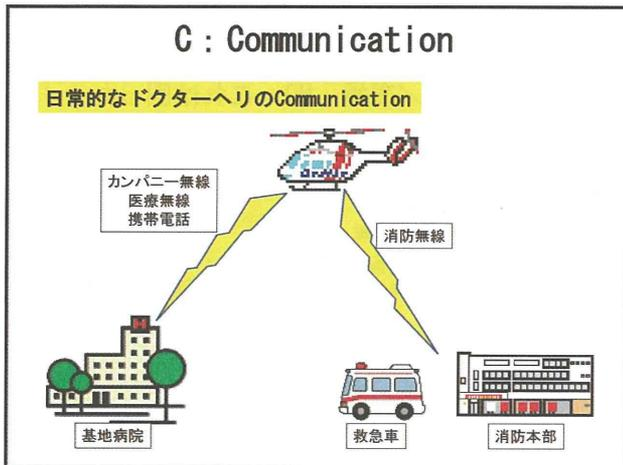 C：Communication
日常的なドクターヘリのCommunication
カンパニー無線
医療無線
携帯電話
消防無線
H
基地病院
救急車
消防本部